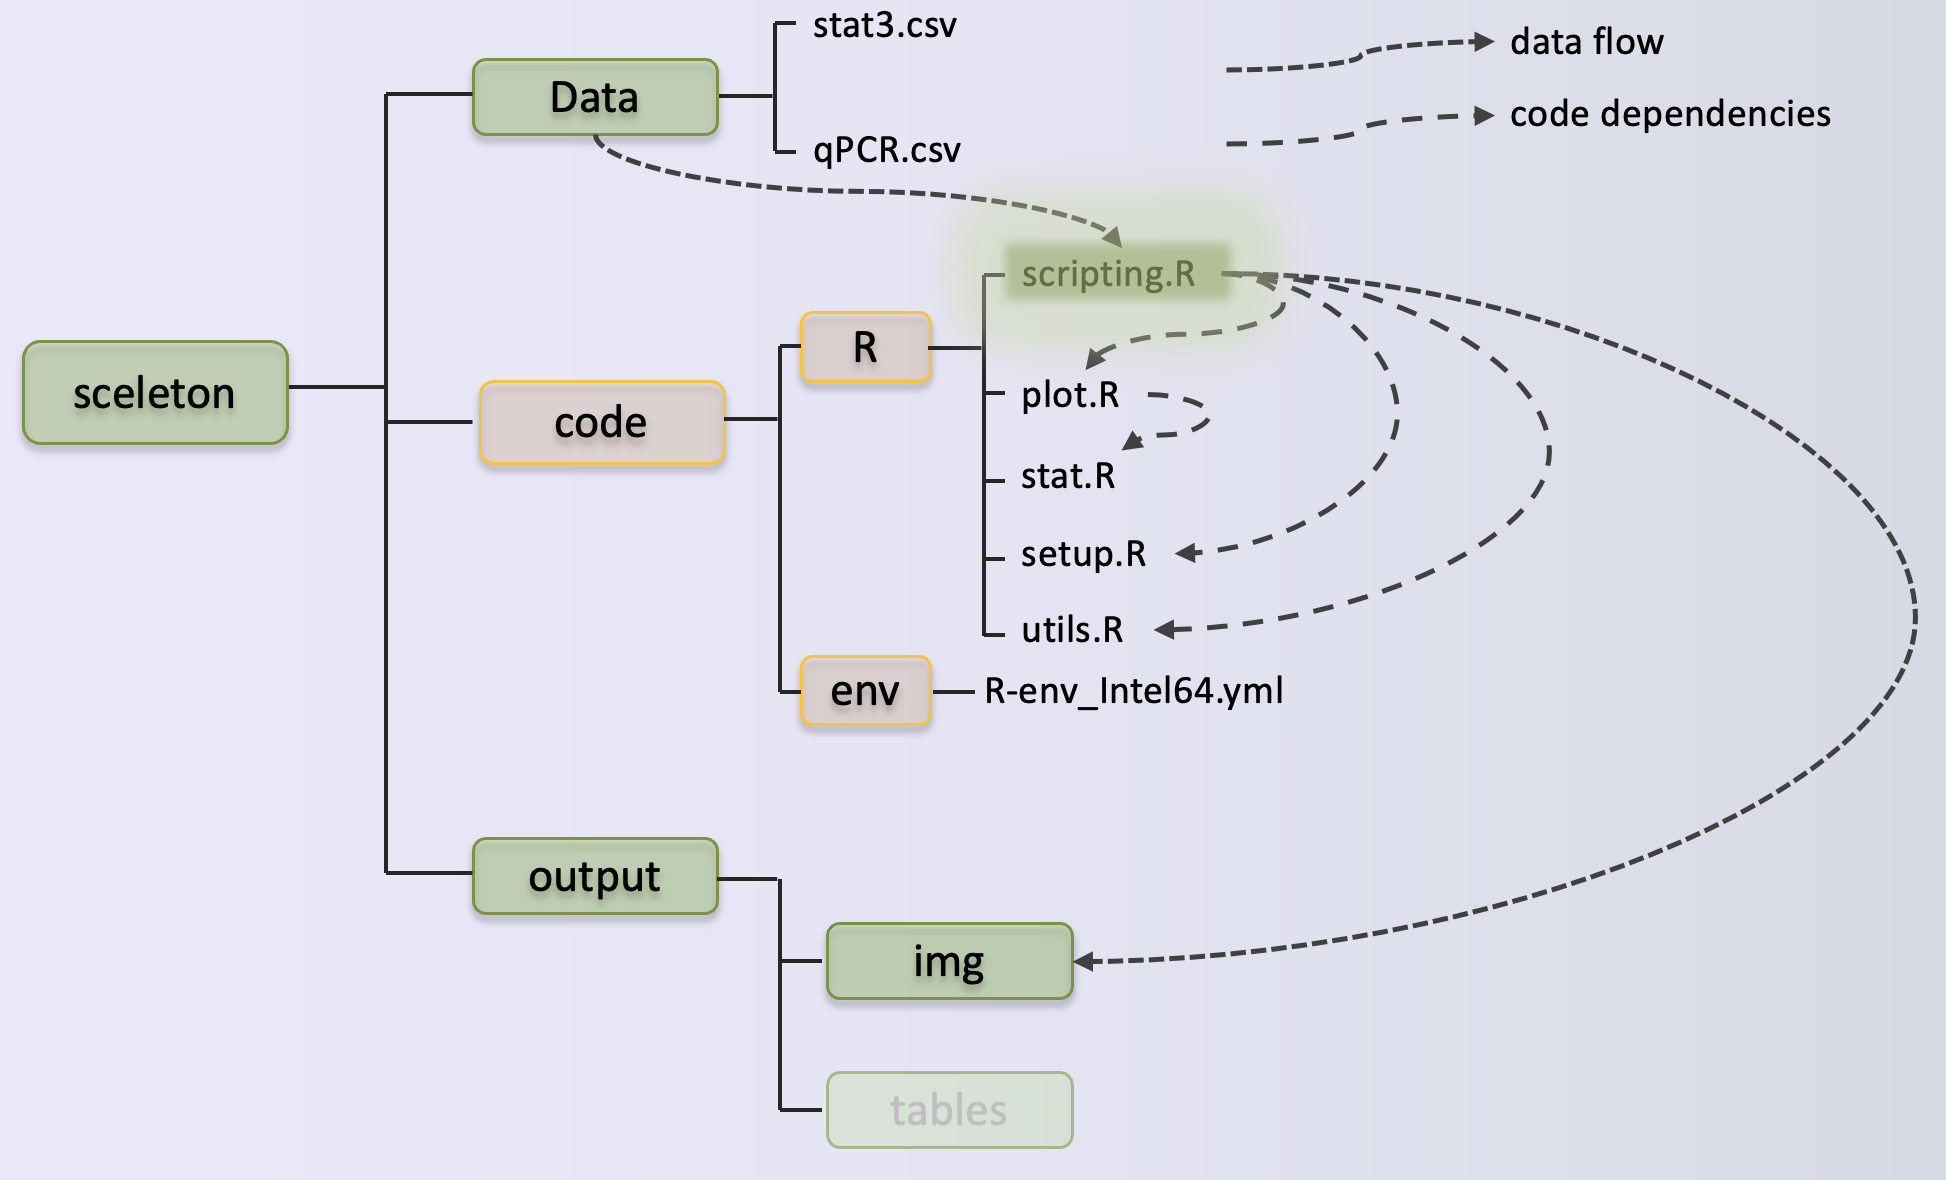 stat3.csv
data flow
Data
code dependencies
qPCR.csv
scripting.R
R
sceleton
plot.R
code
stat.R
setup.R
utils.R
env
R-env_Intel64.yml
output
img
tables